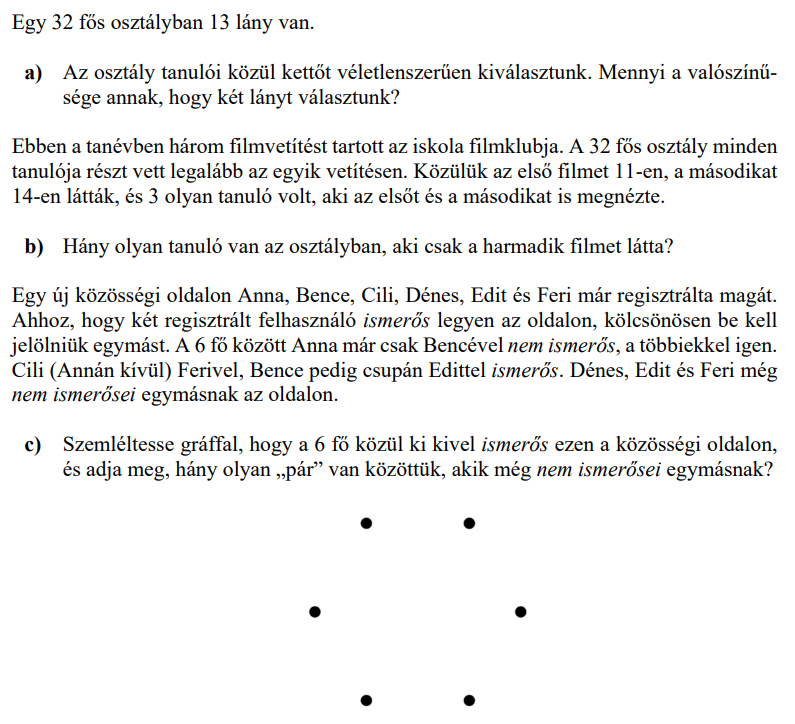 Egy 32 fős osztályban 13 lány van.
a) Az osztály tanulói közül kettőt véletlenszerűen kiválasztunk. Mennyi a valószínű-
sége annak, hogy két lányt választunk?
Ebben a tanévben három filmvetítést tartott az iskola filmklubja. A 32 fős osztály minden
tanulója részt vett legalább az egyik vetítésen. Közülük az első filmet 11-en, a másodikat
14-en látták, és 3 olyan tanuló volt, aki az elsőt és a másodikat is megnézte.
b) Hány olyan tanuló van az osztályban, aki csak a harmadik filmet látta?
Egy új közösségi oldalon Anna, Bence, Cili, Dénes, Edit és Feri már regisztrálta magát.
Ahhoz, hogy két regisztrált felhasználó ismerős legyen az oldalon, kölcsönösen be kell
jelölniük egymást. A 6 fő között Anna már csak Bencével nem ismerős, a többiekkel igen.
Cili (Annán kívül) Ferivel, Bence pedig csupán Edittel ismerős. Dénes, Edit és Feri még
nem ismerősei egymásnak az oldalon.
c) Szemléltesse gráffal, hogy a 6 fő közül ki kivel ismerős ezen a közösségi oldalon,
és adja meg, hány olyan „pár” van közöttük, akik még nem ismerősei egymásnak?